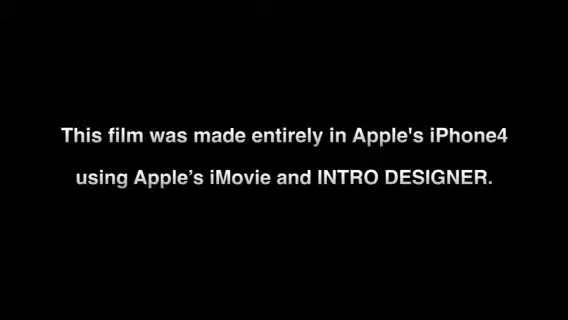 This film was made entirely in Apple's iPhone4
using Apple’s iMovie and INTRO DESIGNER.